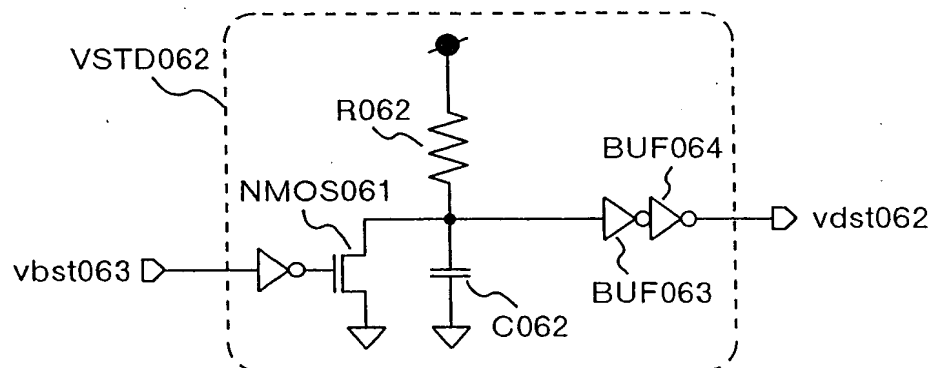 VSTD062
R062
BUF064
NMOS061
vdst062
vbst063
BUF063
C062